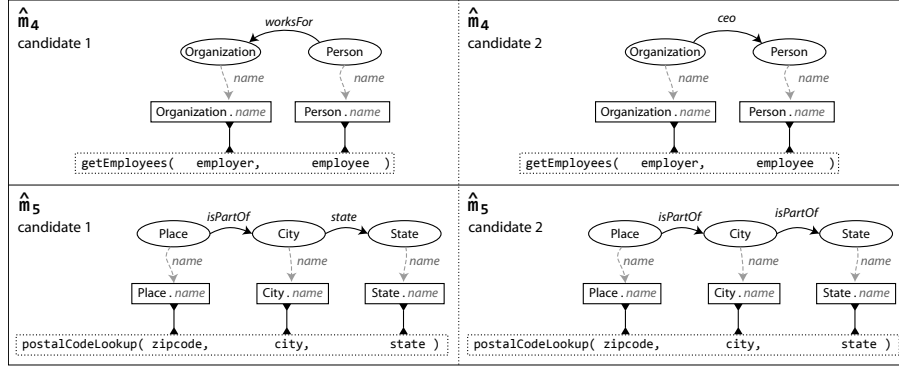 m̂4
candidate 1
worksFor
Organization
Person
name
name
Organization.name
Person.name
getEmployees( employer, employee )
m̂4
candidate 2
ceo
Organization
Person
name
name
Organization.name
Person.name
getEmployees( employer, employee )
m̂5
candidate 1
isPartOf
state
Place
City
State
name
name
name
Place.name
City.name
State.name
postalCodeLookup( zipcode, city, state )
m̂5
candidate 2
isPartOf
isPartOf
Place
City
State
name
name
name
Place.name
City.name
State.name
postalCodeLookup( zipcode, city, state )